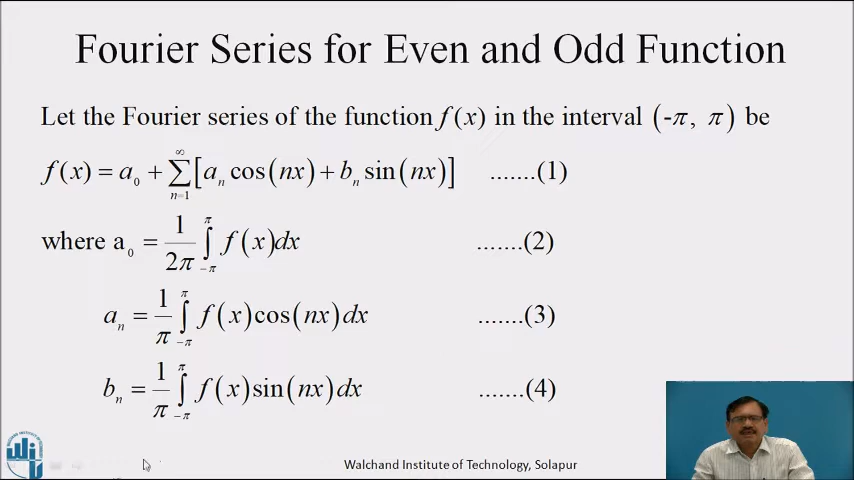 Fourier Series for Even and Odd Function
Let the Fourier series of the function f(x) in the interval (-π, π) be
f(x) = a₀ + ∑_{n=1}^{∞} [aₙ cos(nx) + bₙ sin(nx)] .......(1)
where a₀ = 1/2π ∫_{-π}^{π} f(x)dx .......(2)
aₙ = 1/π ∫_{-π}^{π} f(x)cos(nx)dx .......(3)
bₙ = 1/π ∫_{-π}^{π} f(x)sin(nx)dx .......(4)
Walchand Institute of Technology, Solapur